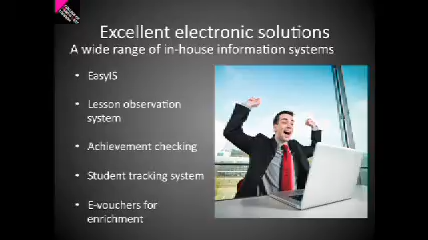 Excellent electronic solutions
A wide range of in-house information systems
• EasyIS
• Lesson observation
system
• Achievement checking
• Student tracking system
• E-vouchers for
enrichment